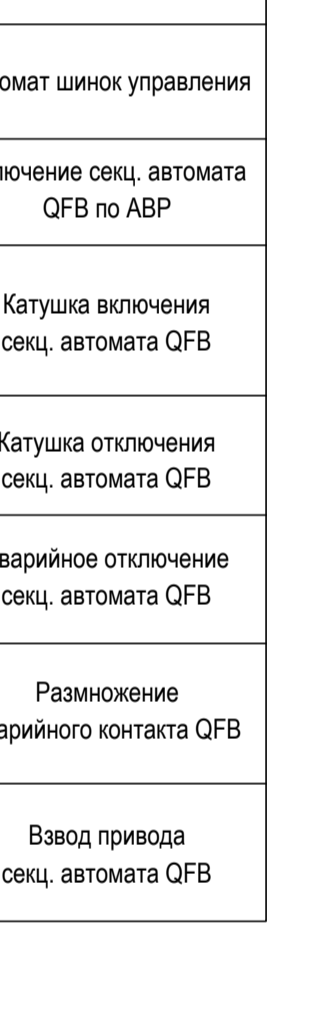 омат шинок управления
лючение секц. автомата
QFB по АВР
Катушка включения
секц. автомата QFB
Катушка отключения
секц. автомата QFB
варийное отключение
секц. автомата QFB
Размножение
арийного контакта QFB
Взвод привода
секц. автомата QFB